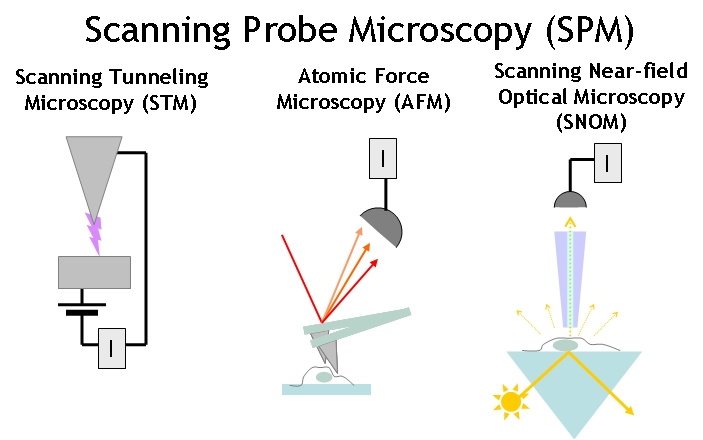 Scanning Probe Microscopy (SPM)
Scanning Tunneling
Microscopy (STM)
Atomic Force
Microscopy (AFM)
Scanning Near-field
Optical Microscopy
(SNOM)
I
I
I